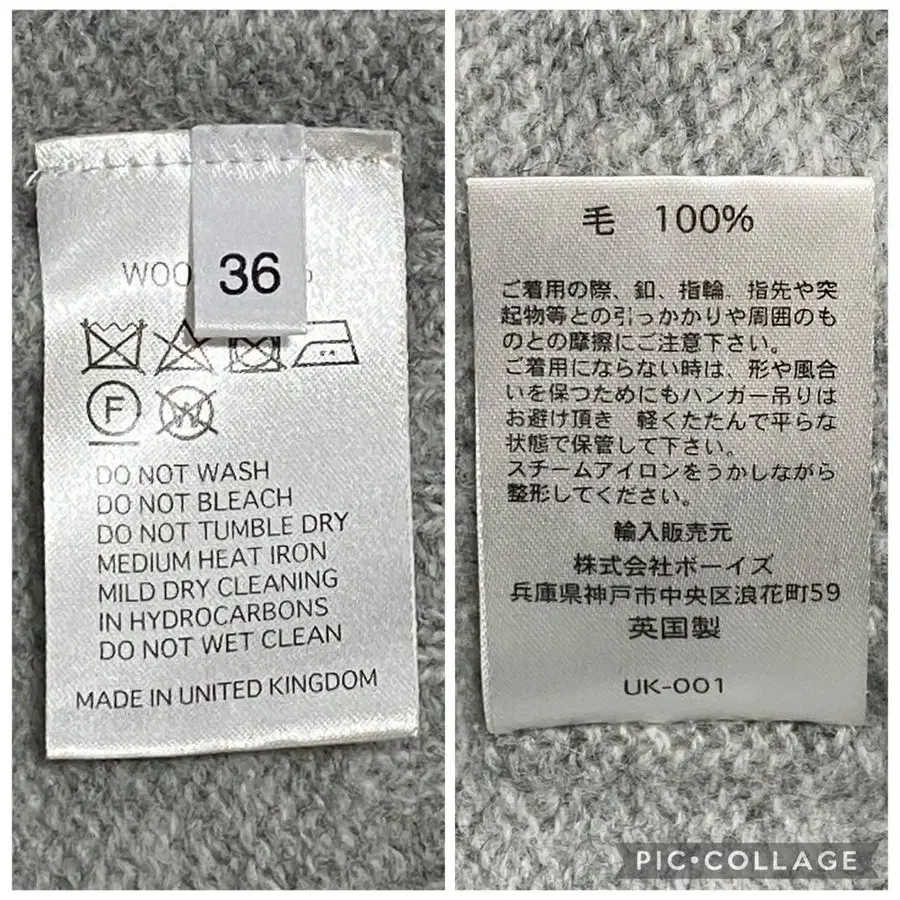 36
F
W
DO NOT WASH
DO NOT BLEACH
DO NOT TUMBLE DRY
MEDIUM HEAT IRON
MILD DRY CLEANING
IN HYDROCARBONS
DO NOT WET CLEAN
MADE IN UNITED KINGDOM
毛 100%
ご着用の際、釦、指輪、指先や突
起物等との引っかかりや周囲のも
のとの摩擦にご注意下さい。
ご着用にならない時は、形や風合
いを保つためにもハンガー吊りは
お避け頂き 軽くたたんで平らな
状態で保管して下さい。
スチームアイロンをうかしながら
整形してください。
輸入販売元
株式会社ボーイズ
兵庫県神戸市中央区浪花町59
英国製
UK-001
PIC•COLLAGE